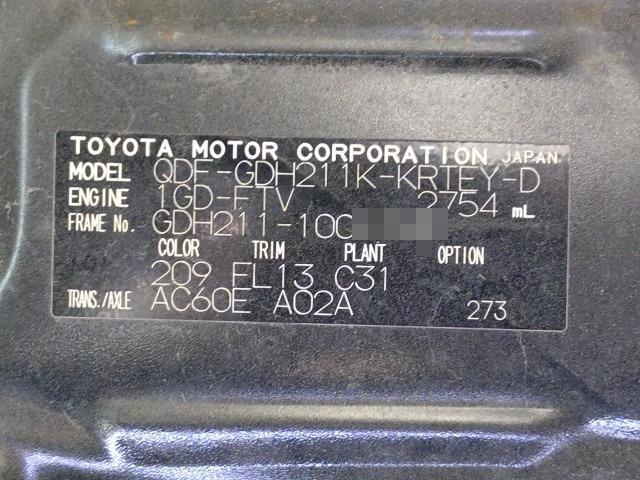 TOYOTA MOTOR CORPORATION JAPAN
MODEL QDF-GDH211K-KRTEY-D
ENGINE 1GD-FTV 2754 mL
FRAME No. GDH211-100
COLOR TRIM PLANT OPTION
209 FL13 C31
TRANS./AXLE AC60E A02A 273